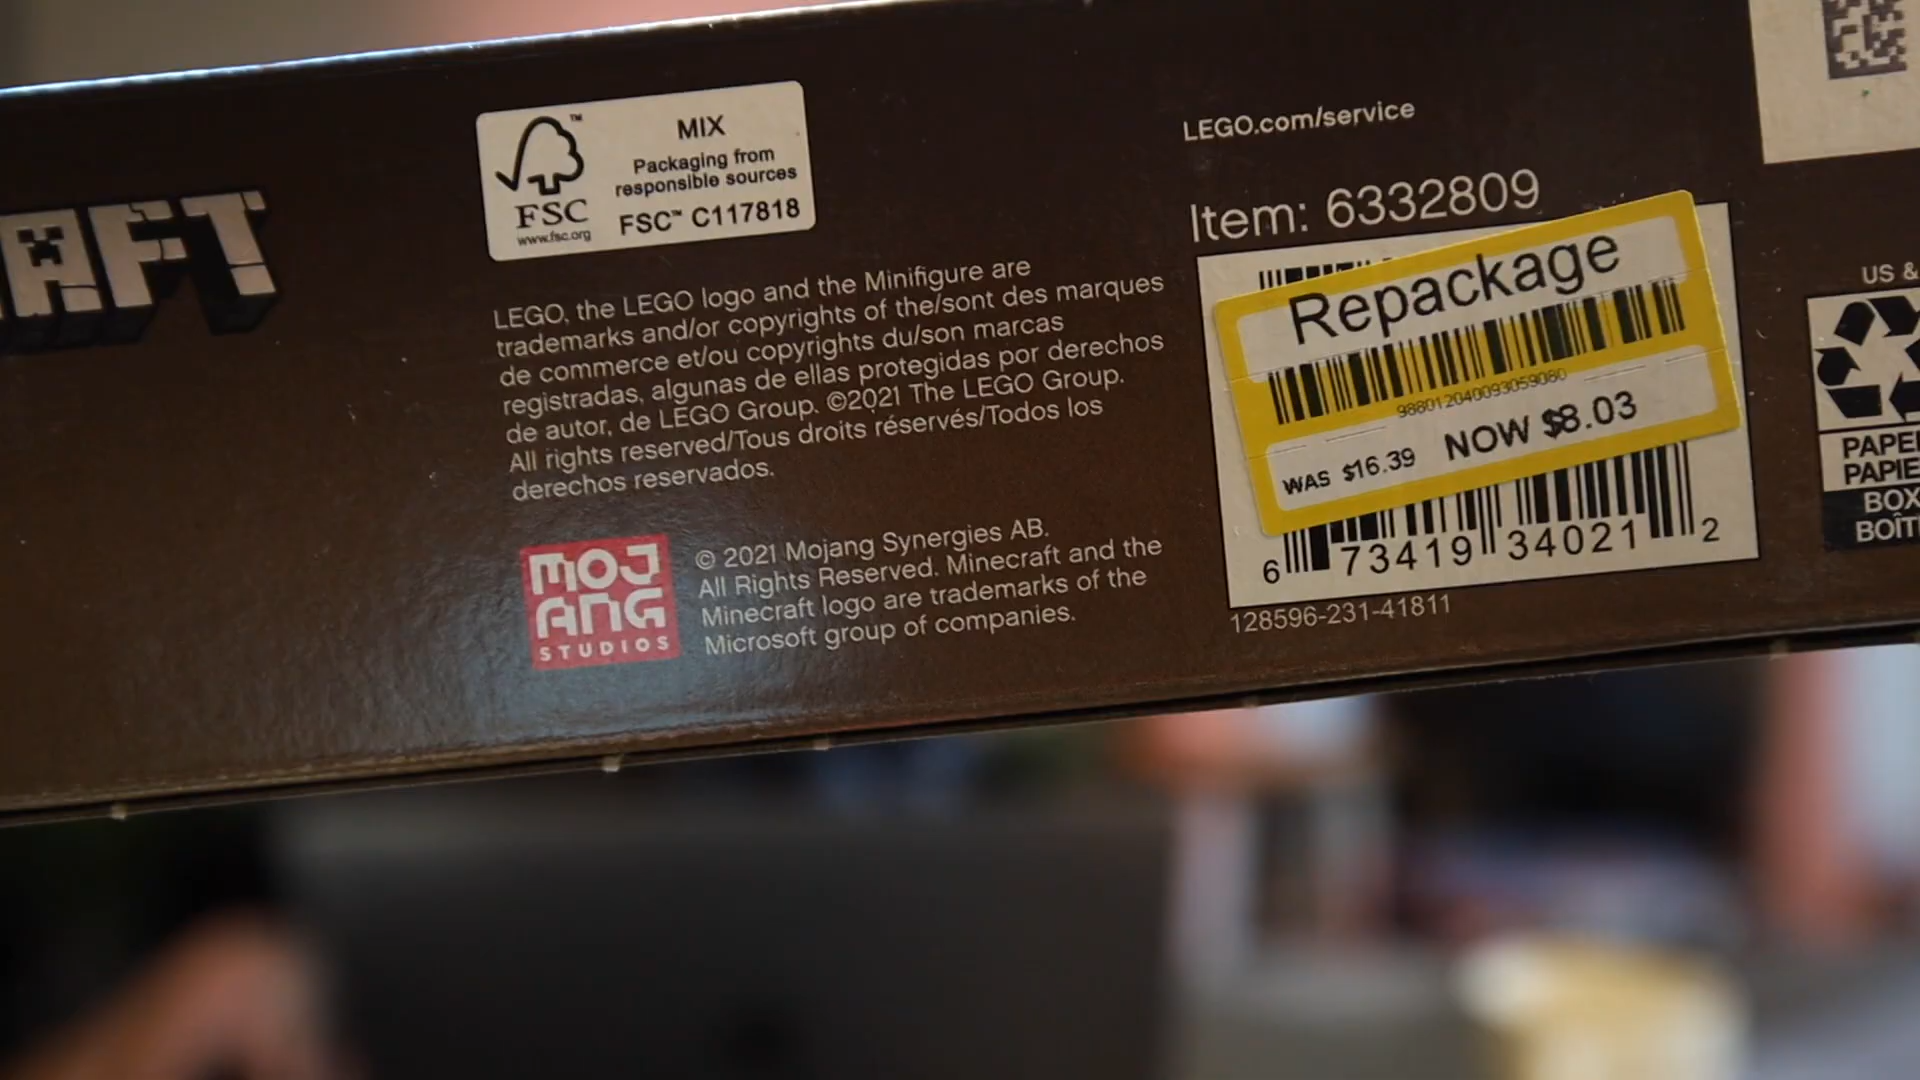 AFT
FSC
www.fsc.org
MIX
Packaging from
responsible sources
FSC™ C117818
LEGO, the LEGO logo and the Minifigure are
trademarks and/or copyrights of the/sont des marques
de commerce et/ou copyrights du/son marcas
registradas, algunas de ellas protegidas por derechos
de autor, de LEGO Group. ©2021 The LEGO Group.
All rights reserved/Tous droits réservés/Todos los
derechos reservados.
MOJ
ANG
STUDIOS
© 2021 Mojang Synergies AB.
All Rights Reserved. Minecraft and the
Minecraft logo are trademarks of the
Microsoft group of companies.
LEGO.com/service
Item: 6332809
Repackage
988012040093059080
WAS $16.39 NOW $8.03
6 73419 34021 2
128596-231-41811
US &
PAPE
PAPIE
BOX
BOÎT